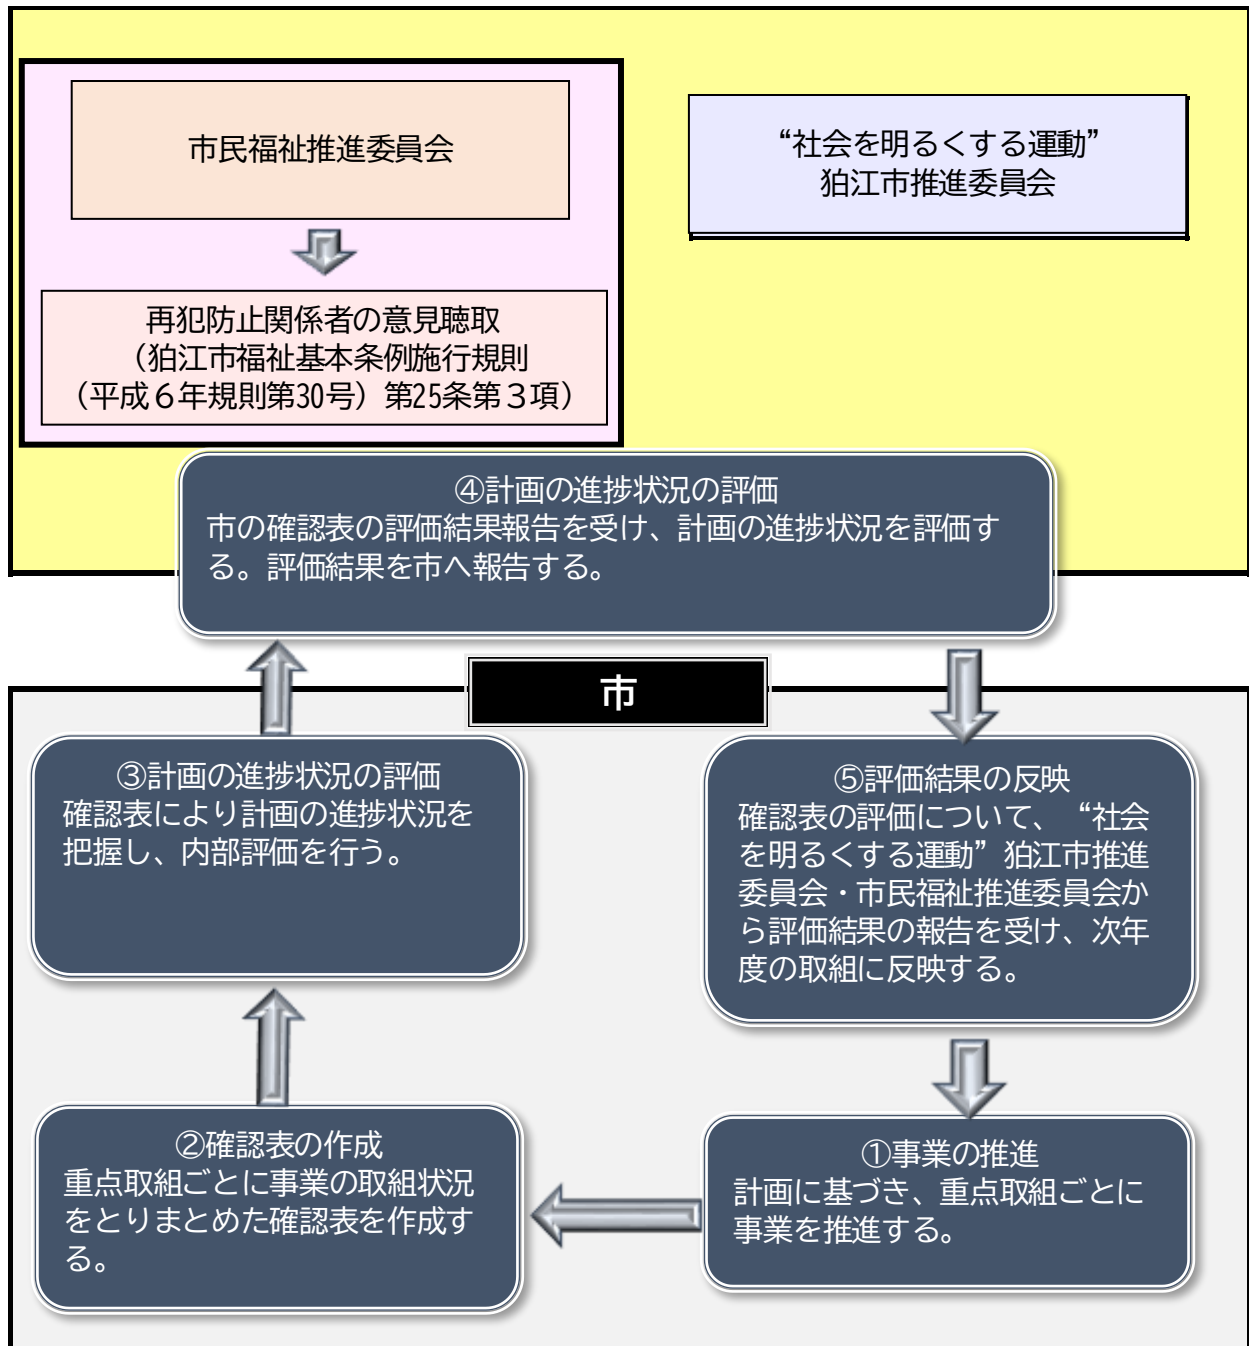 市民福祉推進委員会
“社会を明るくする運動”
狛江市推進委員会
再犯防止関係者の意見聴取
（狛江市福祉基本条例施行規則
（平成６年規則第30号）第25条第３項）
④計画の進捗状況の評価
市の確認表の評価結果報告を受け、計画の進捗状況を評価す
る。評価結果を市へ報告する。
市
③計画の進捗状況の評価
確認表により計画の進捗状況を
把握し、内部評価を行う。
⑤評価結果の反映
確認表の評価について、“社会
を明るくする運動”狛江市推進
委員会・市民福祉推進委員会か
ら評価結果の報告を受け、次年
度の取組に反映する。
②確認表の作成
重点取組ごとに事業の取組状況
をとりまとめた確認表を作成す
る。
①事業の推進
計画に基づき、重点取組ごとに
事業を推進する。